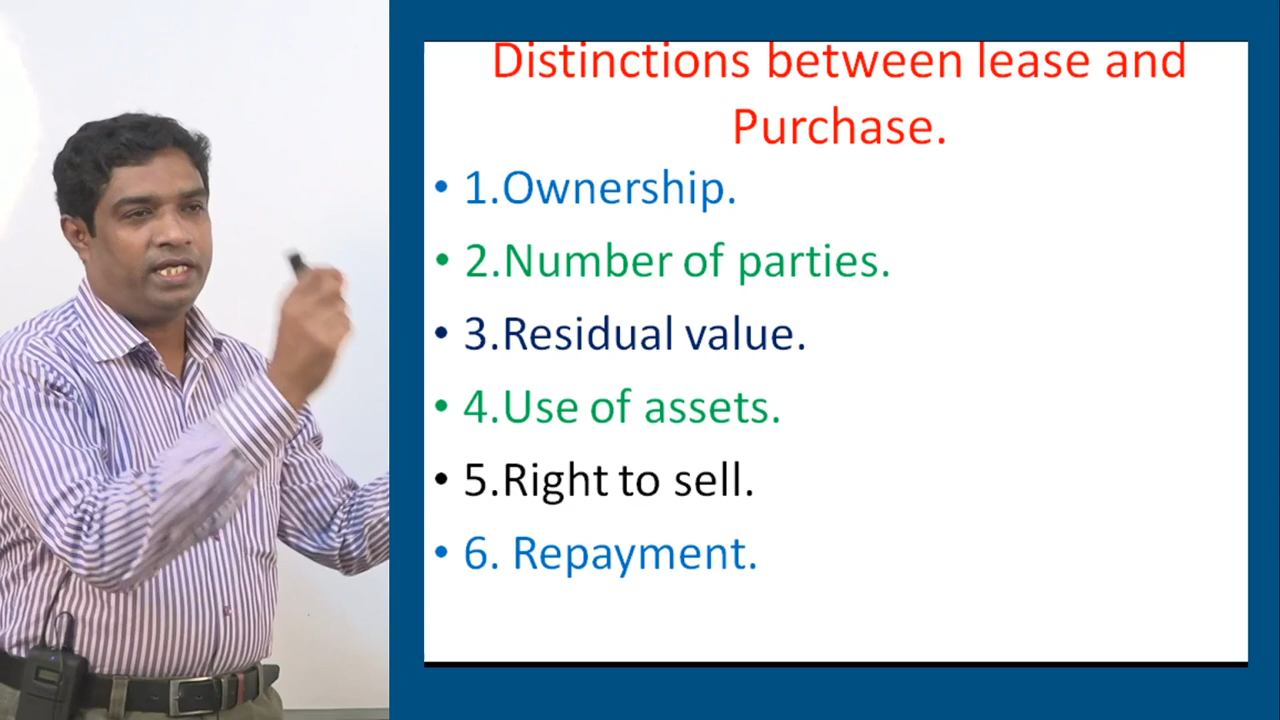 Distinctions between lease and
Purchase.
• 1.Ownership.
• 2.Number of parties.
• 3.Residual value.
• 4.Use of assets.
• 5.Right to sell.
• 6. Repayment.